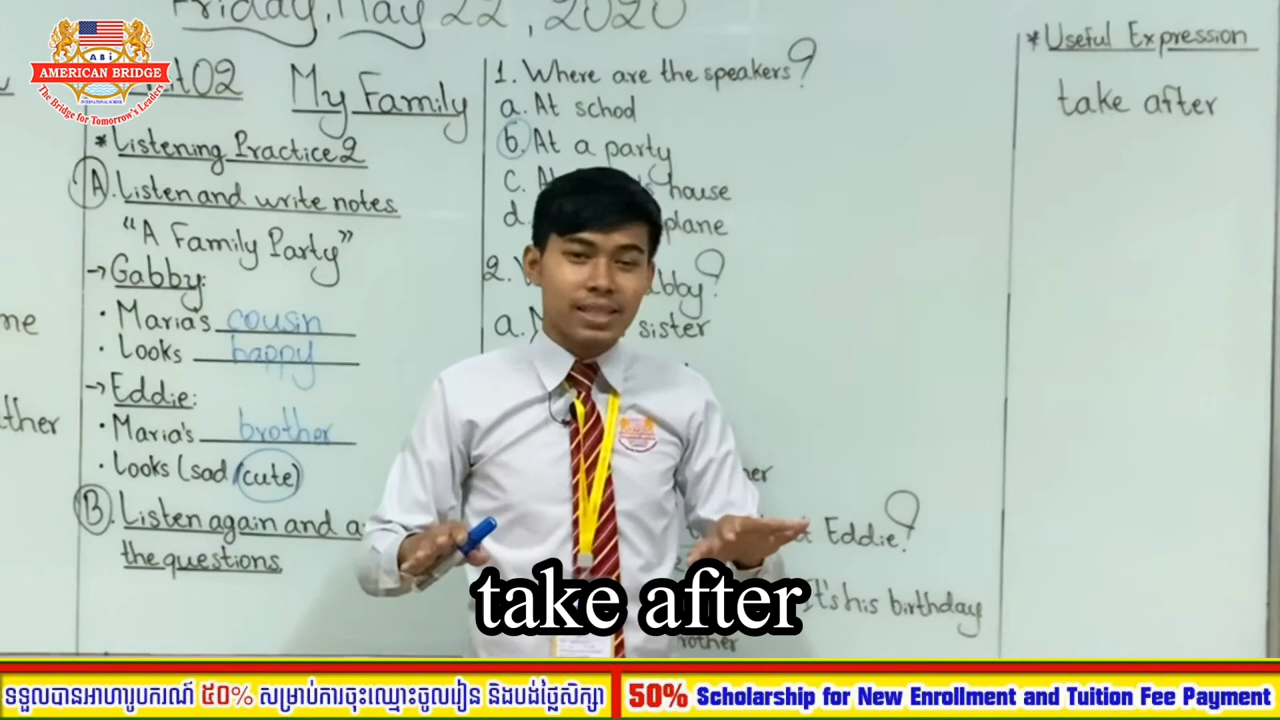 Friday, May 22, 2020
A B i
AMERICAN BRIDGE
INTERNATIONAL SCHOOL
The Bridge for Tomorrow's Leaders
02 My Family
* Listening Practice 2
A. Listen and write notes.
"A Family Party"
→ Gabby:
• Maria's cousin
• Looks happy
→ Eddie:
• Maria's brother
• Looks (sad / cute)
B. Listen again and
the questions.
1. Where are the speakers?
a. At school
b. At a party
c. house
d. plane
2.
a. sister
Eddie?
It's his birthday
brother
* Useful Expression
take after
take after
ទទួលបានអាហារូបករណ៍ ៥០% សម្រាប់ការចុះឈ្មោះចូលរៀន និងបង់ថ្លៃសិក្សា
50% Scholarship for New Enrollment and Tuition Fee Payment